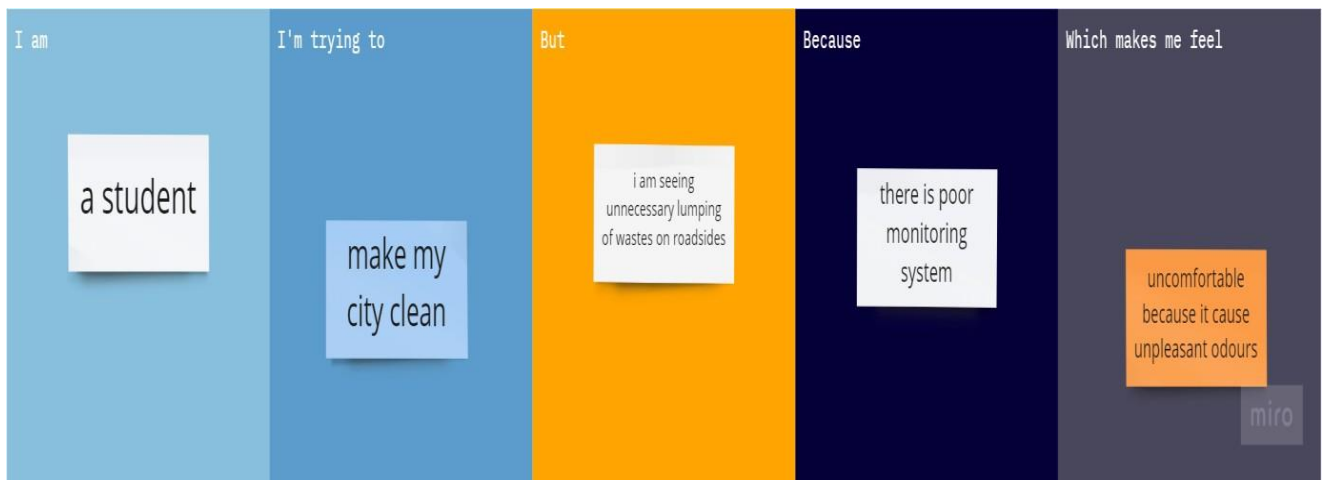 I am
a student
I'm trying to
make my
city clean
But
i am seeing
unnecessary lumping
of wastes on roadsides
Because
there is poor
monitoring
system
Which makes me feel
uncomfortable
because it cause
unpleasant odours
miro